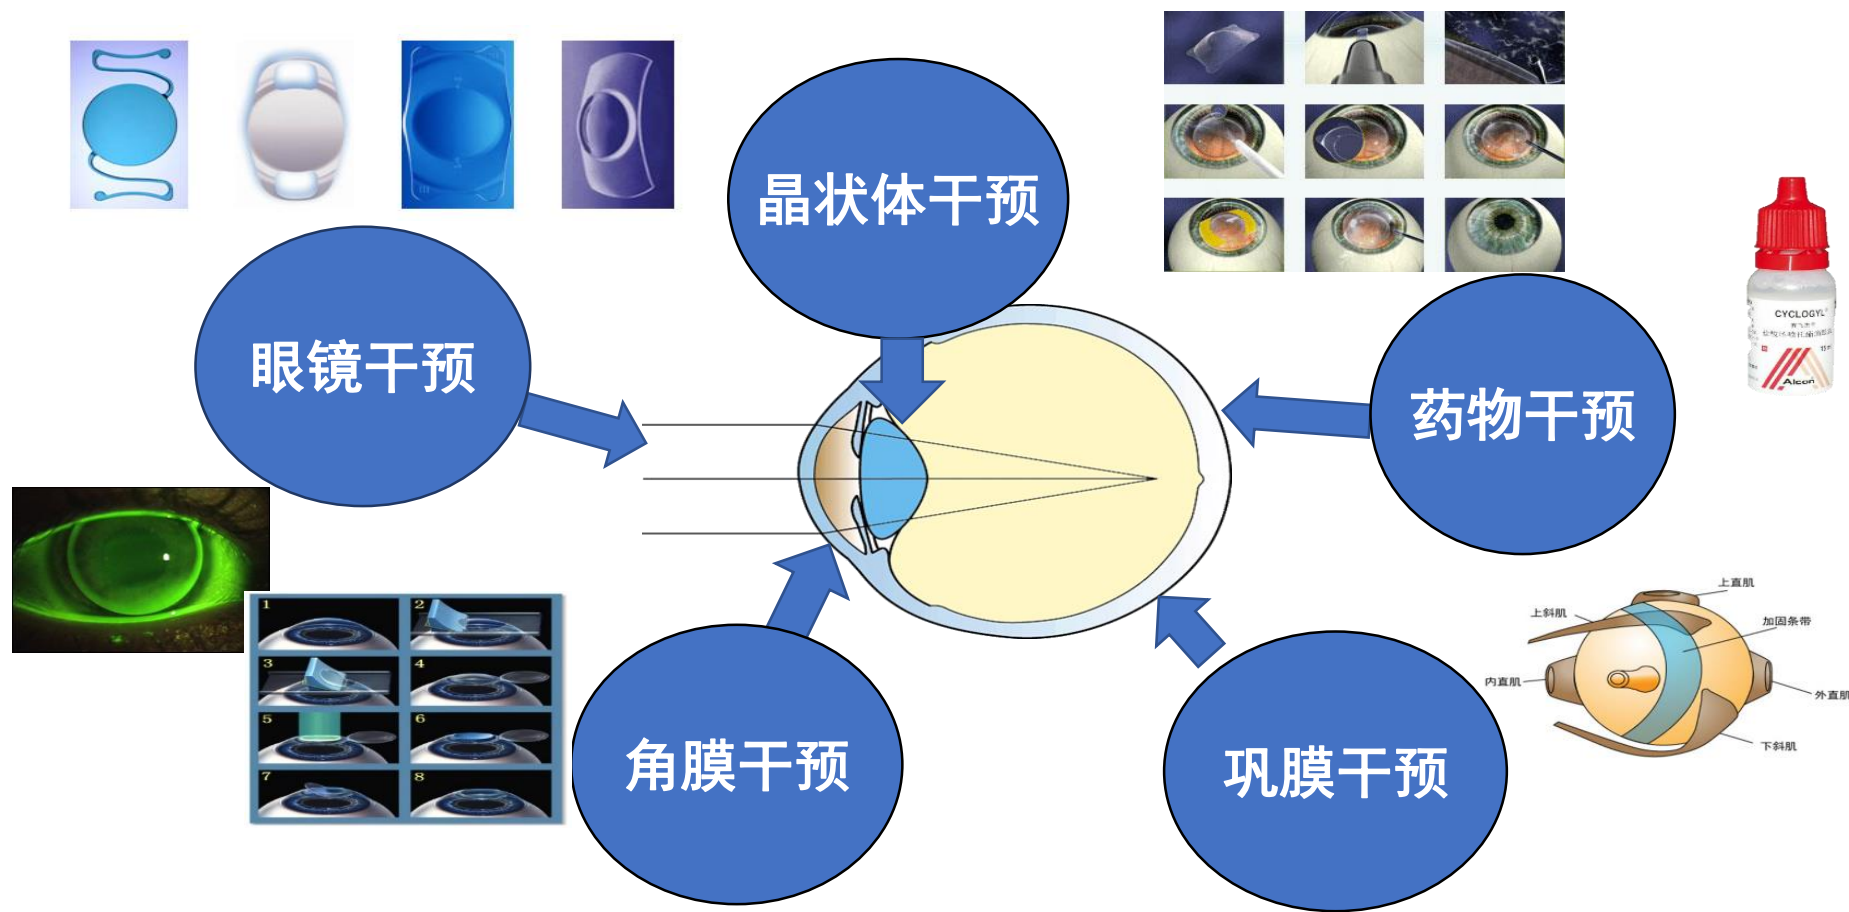 晶状体干预
眼镜干预
药物干预
角膜干预
巩膜干预
CYCLOGYL
Alcon
1
2
3
4
5
6
7
8
上直肌
上斜肌
加固条带
内直肌
外直肌
下斜肌